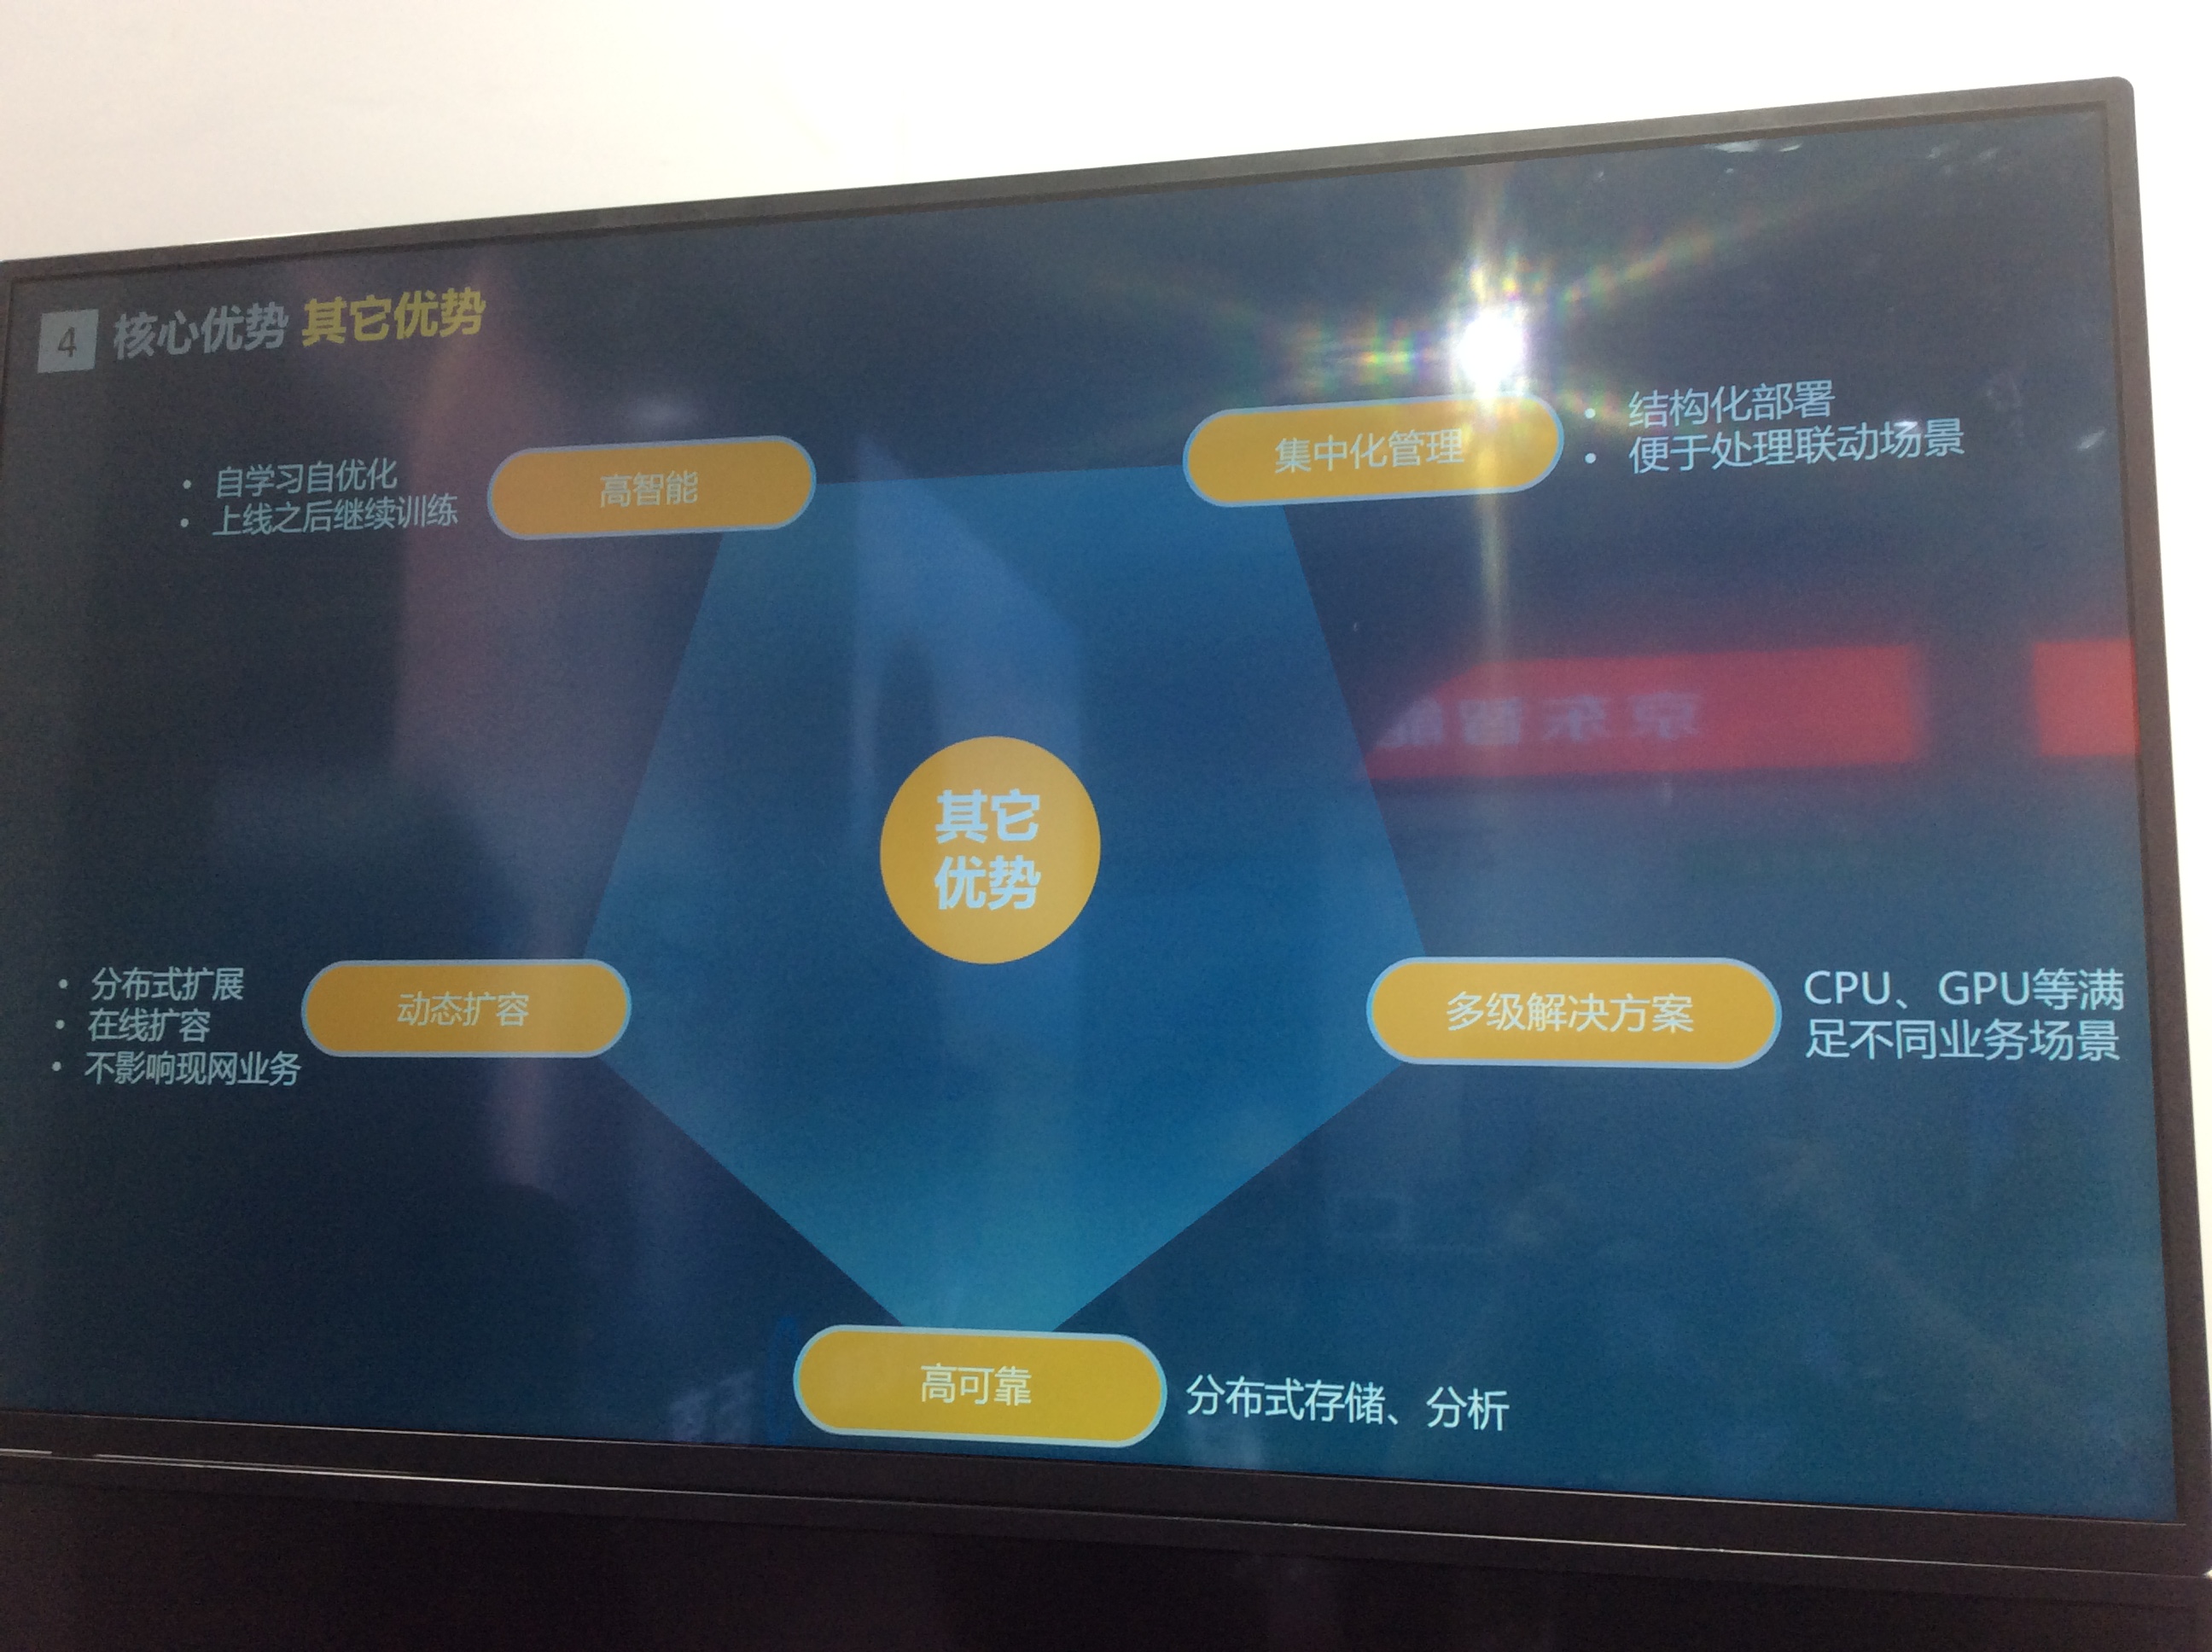 4 核心优势 其它优势
集中化管理
• 结构化部署
• 便于处理联动场景
• 自学习自优化
• 上线之后继续训练
高智能
京东智能
其它
优势
• 分布式扩展
• 在线扩容
• 不影响现网业务
动态扩容
多级解决方案
CPU、GPU等满
足不同业务场景
高可靠
分布式存储、分析